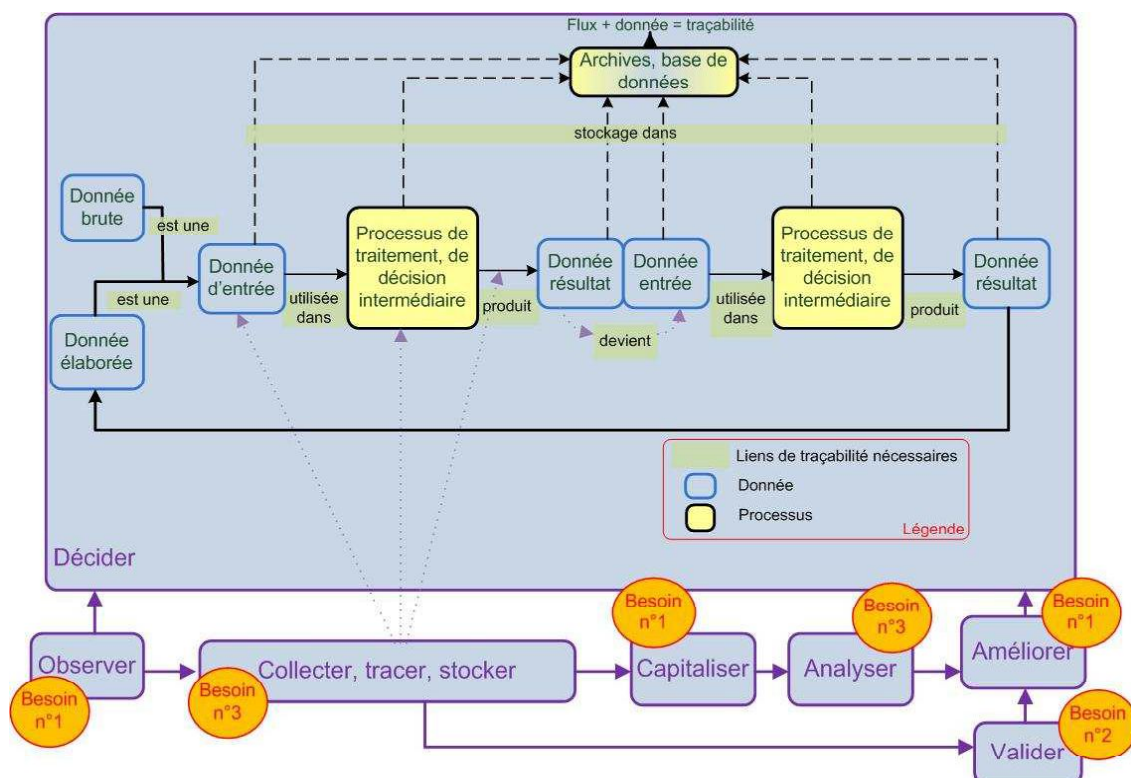 Flux + donnée = traçabilité
Archives, base de
données
stockage dans
Donnée
brute
est une
Donnée
d'entrée
est une
Donnée
élaborée
utilisée
dans
Processus de
traitement, de
décision
intermédiaire
produit
Donnée
résultat
Donnée
entrée
devient
utilisée
dans
Processus de
traitement, de
décision
intermédiaire
produit
Donnée
résultat
Liens de traçabilité nécessaires
Donnée
Processus
Légende
Décider
Observer
Besoin
n°1
Collecter, tracer, stocker
Besoin
n°3
Besoin
n°1
Capitaliser
Besoin
n°3
Analyser
Besoin
n°1
Améliorer
Besoin
n°2
Valider